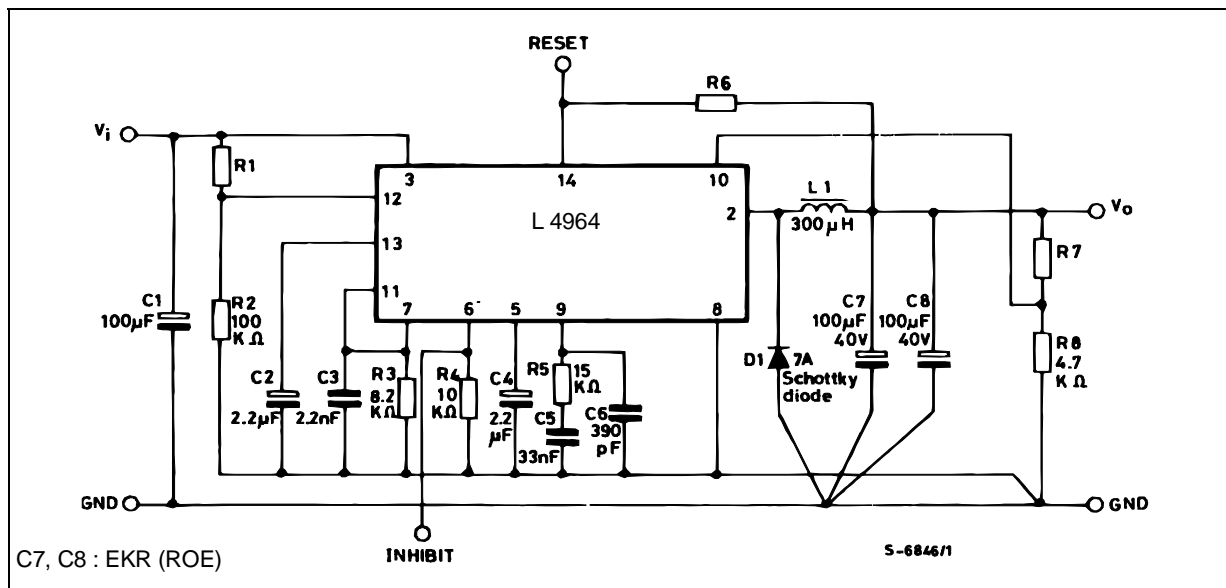 RESET
R6
Vi
R1
3
14
10
12
L 4964
2
L1
300µH
Vo
13
R7
11
C1
100µF
R2
100
KΩ
7
6
5
9
8
C7
100µF
40V
C8
100µF
40V
C2
2.2µF
C3
2.2nF
R3
8.2
KΩ
R4
10
KΩ
C4
2.2
µF
R5
15
KΩ
C5
33nF
C6
390
pF
D1
7A
Schottky
diode
R8
4.7
KΩ
GND
GND
INHIBIT
S-6846/1
C7, C8 : EKR (ROE)